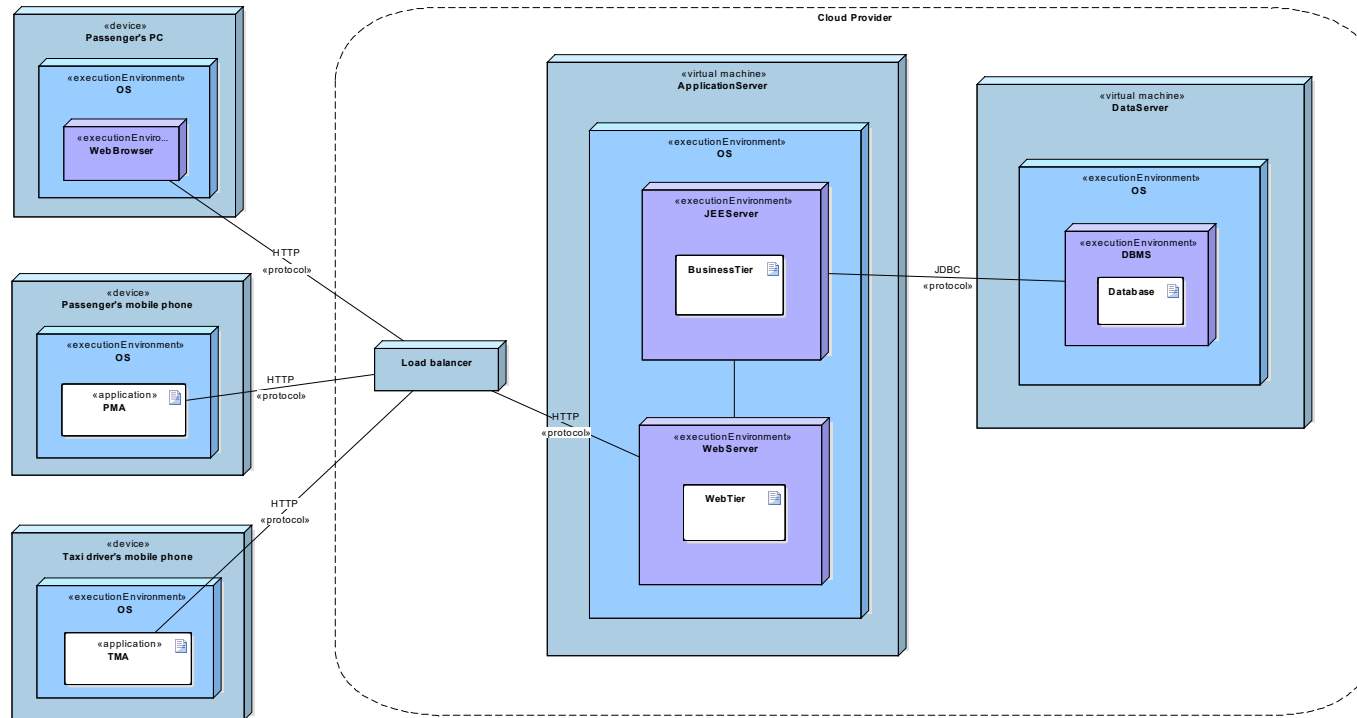 Cloud Provider
«device»
Passenger's PC
«executionEnvironment»
OS
«executionEnviro...
WebBrowser
HTTP
«protocol»
«device»
Passenger's mobile phone
«executionEnvironment»
OS
«application»
PMA
HTTP
«protocol»
«device»
Taxi driver's mobile phone
«executionEnvironment»
OS
«application»
TMA
HTTP
«protocol»
Load balancer
HTTP
«protocol»
«virtual machine»
ApplicationServer
«executionEnvironment»
OS
«executionEnvironment»
JEEServer
BusinessTier
«executionEnvironment»
WebServer
WebTier
JDBC
«protocol»
«virtual machine»
DataServer
«executionEnvironment»
OS
«executionEnvironment»
DBMS
Database